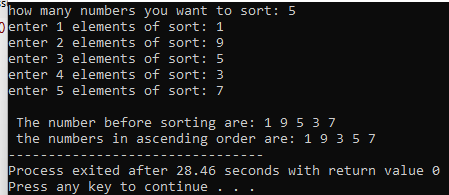 how many numbers you want to sort: 5
enter 1 elements of sort: 1
enter 2 elements of sort: 9
enter 3 elements of sort: 5
enter 4 elements of sort: 3
enter 5 elements of sort: 7
The number before sorting are: 1 9 5 3 7
the numbers in ascending order are: 1 9 3 5 7
--------------------------------
Process exited after 28.46 seconds with return value 0
Press any key to continue . . .